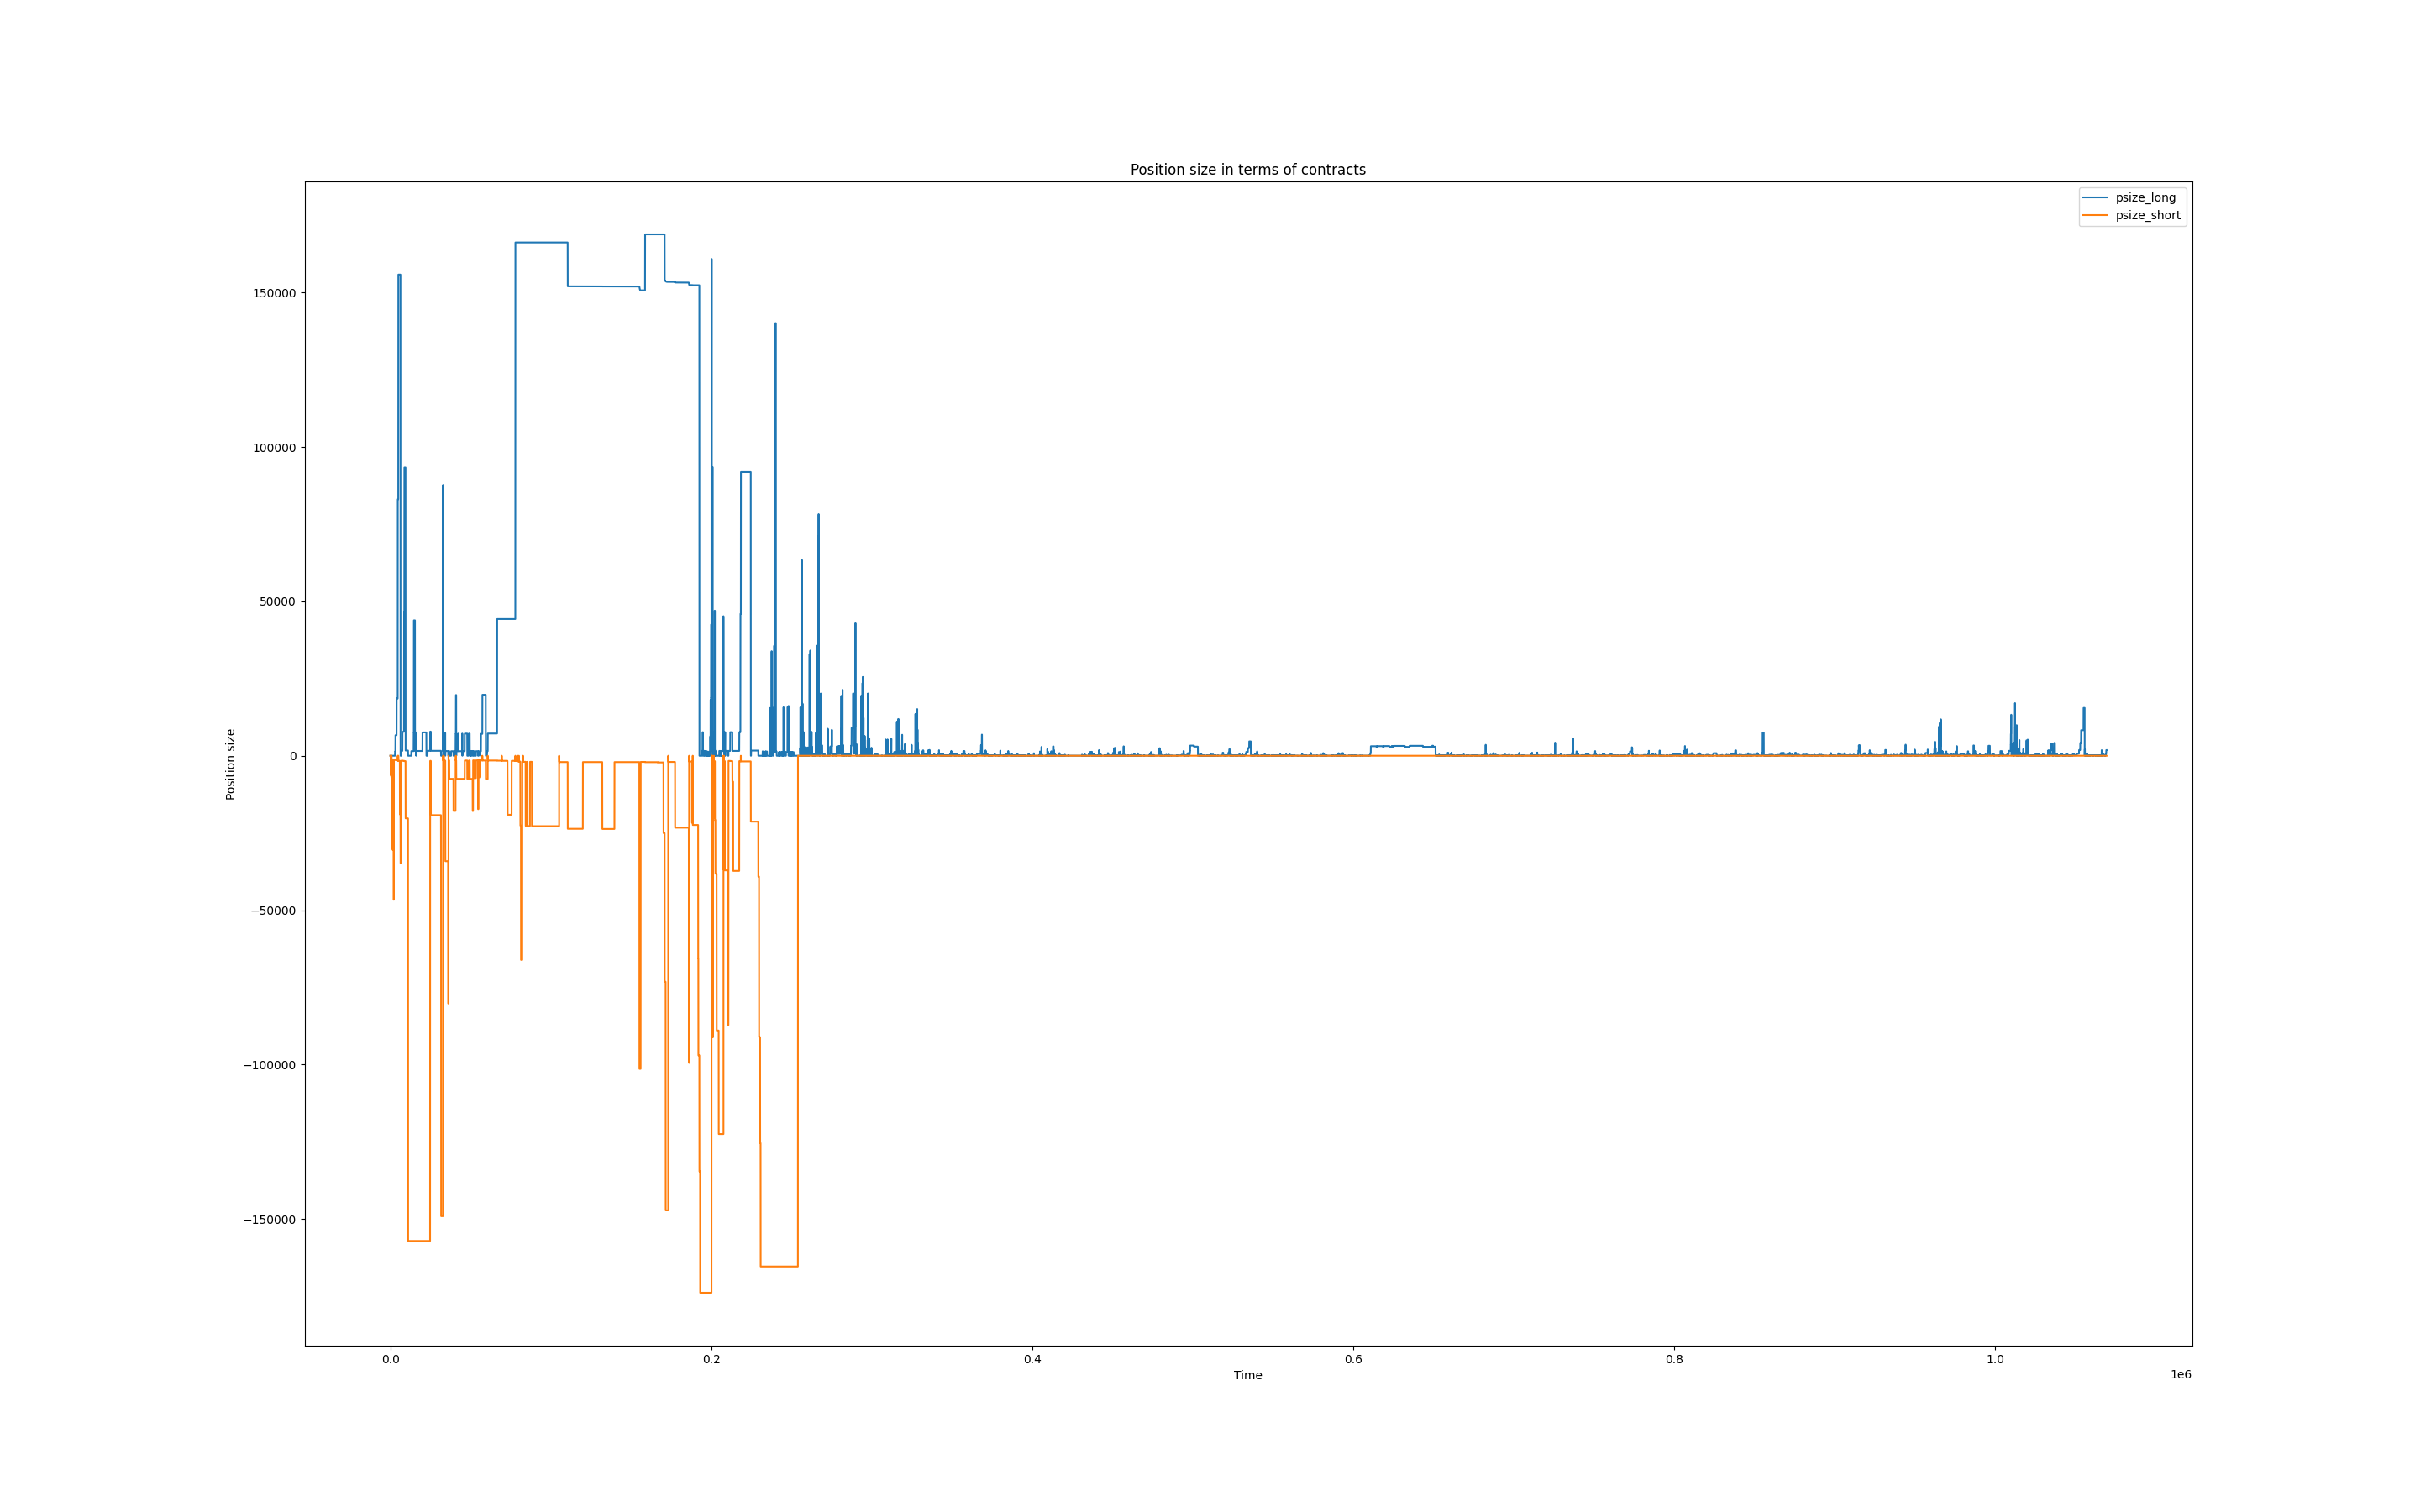 Position size in terms of contracts
psize_long
psize_short
150000
100000
50000
0
−50000
−100000
−150000
Position size
0.0
0.2
0.4
0.6
0.8
1.0
1e6
Time